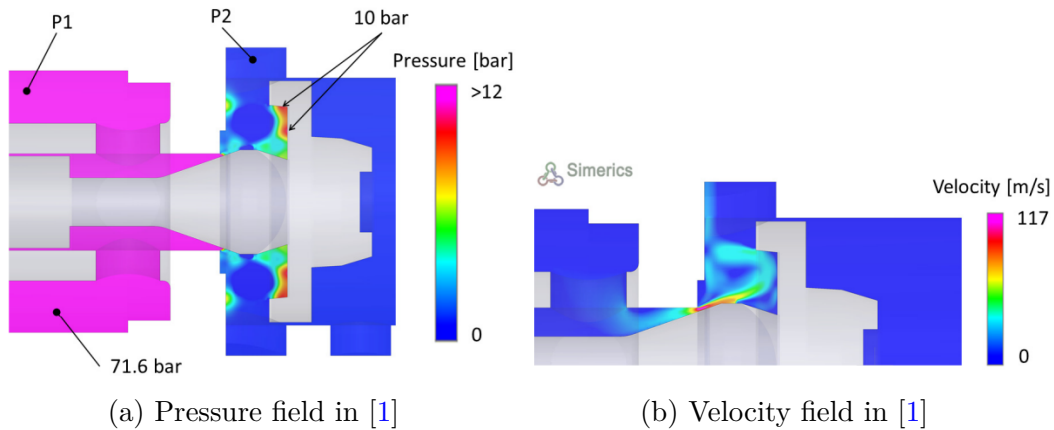 P1
P2
10 bar
Pressure [bar]
>12
0
71.6 bar
(a) Pressure field in [1]
Simerics
Velocity [m/s]
117
0
(b) Velocity field in [1]